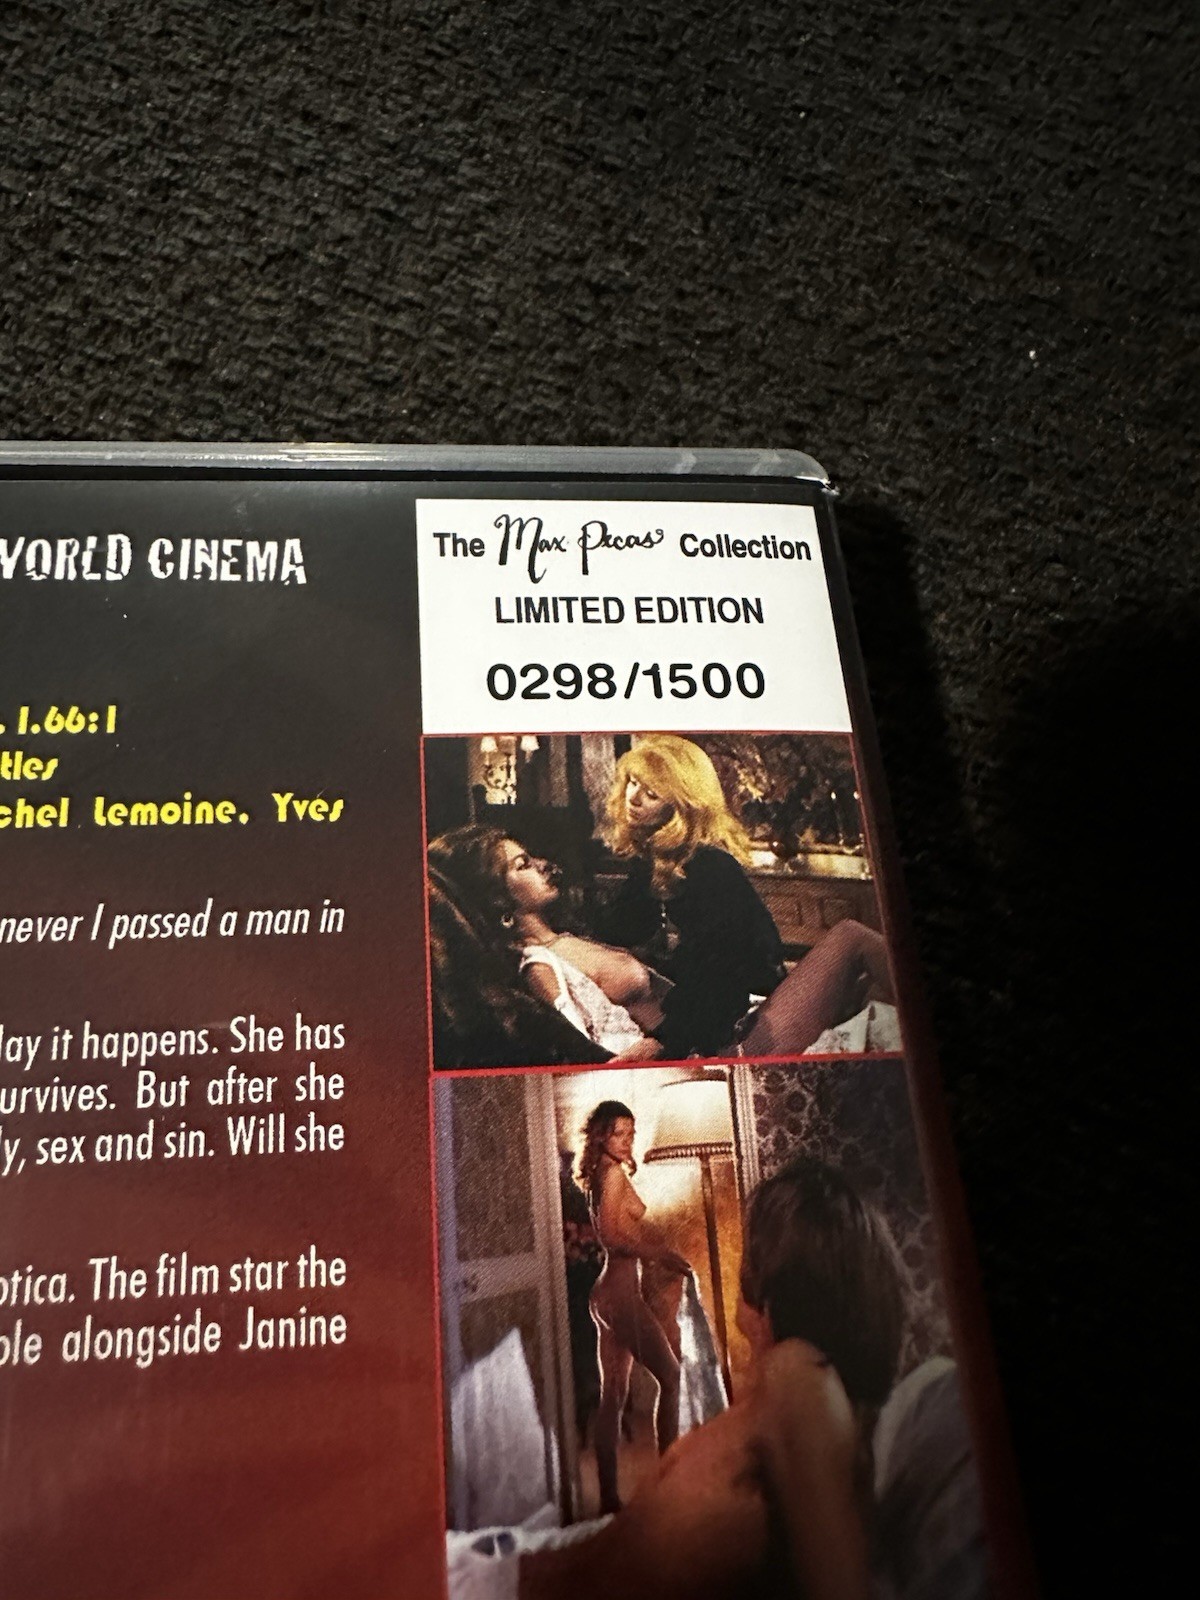 WORLD CINEMA
The Max Pecas Collection
LIMITED EDITION
0298/1500
. 1.66:1
tles
chel Lemoine, Yves
never I passed a man in
day it happens. She has
urvives. But after she
y, sex and sin. Will she
otica. The film star the
ole alongside Janine